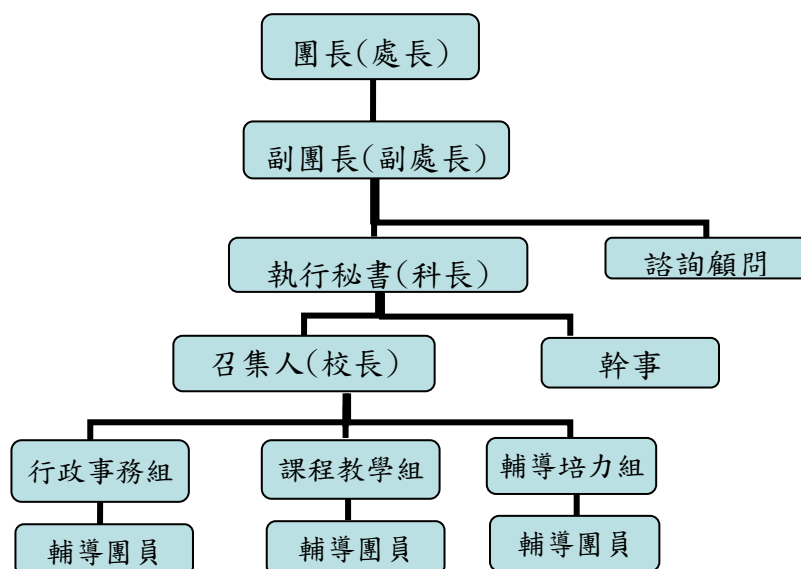 團長(處長)
副團長(副處長)
執行秘書(科長)
諮詢顧問
召集人(校長)
幹事
行政事務組
課程教學組
輔導培力組
輔導團員
輔導團員
輔導團員